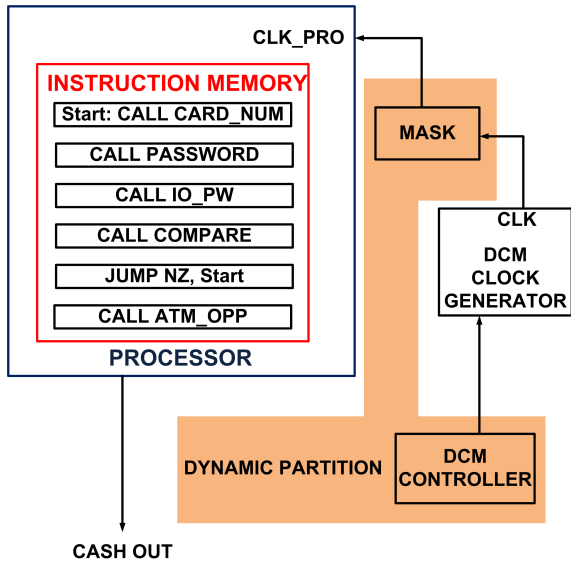 CLK_PRO
INSTRUCTION MEMORY
Start: CALL CARD_NUM
CALL PASSWORD
CALL IO_PW
CALL COMPARE
JUMP NZ, Start
CALL ATM_OPP
PROCESSOR
MASK
CLK
DCM
CLOCK
GENERATOR
DYNAMIC PARTITION
DCM
CONTROLLER
CASH OUT